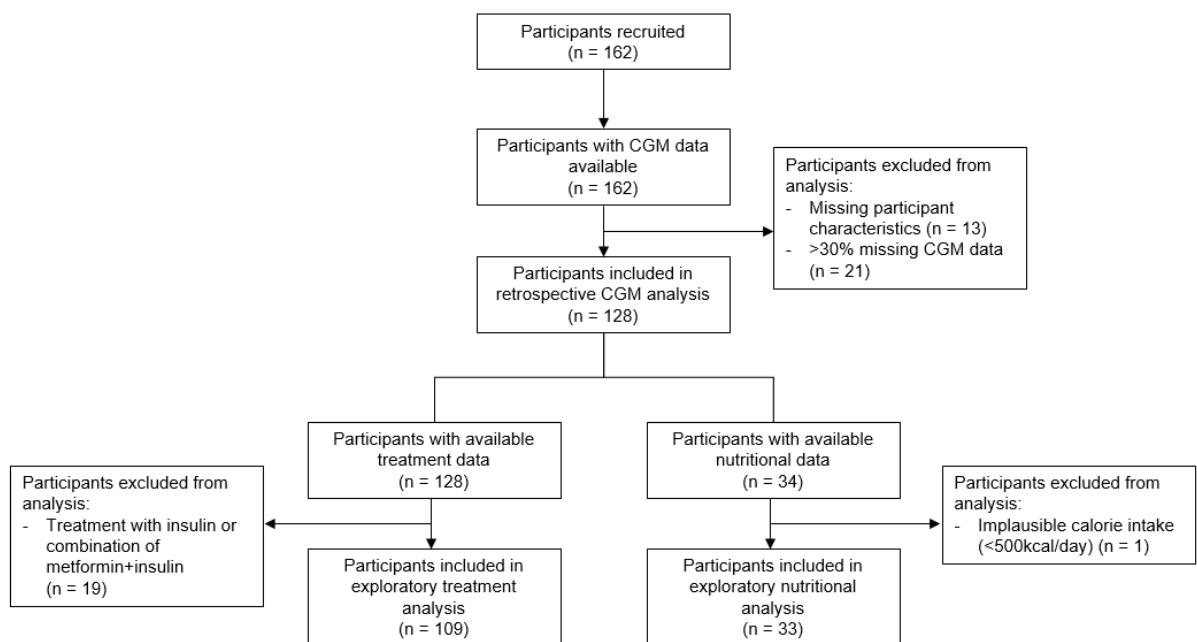 Participants recruited
(n = 162)
Participants with CGM data
available
(n = 162)
Participants excluded from
analysis:
- Missing participant
characteristics (n = 13)
- >30% missing CGM data
(n = 21)
Participants included in
retrospective CGM analysis
(n = 128)
Participants with available
treatment data
(n = 128)
Participants with available
nutritional data
(n = 34)
Participants excluded from
analysis:
- Treatment with insulin or
combination of
metformin+insulin
(n = 19)
Participants excluded from
analysis:
- Implausible calorie intake
(<500kcal/day) (n = 1)
Participants included in
exploratory treatment
analysis
(n = 109)
Participants included in
exploratory nutritional
analysis
(n = 33)